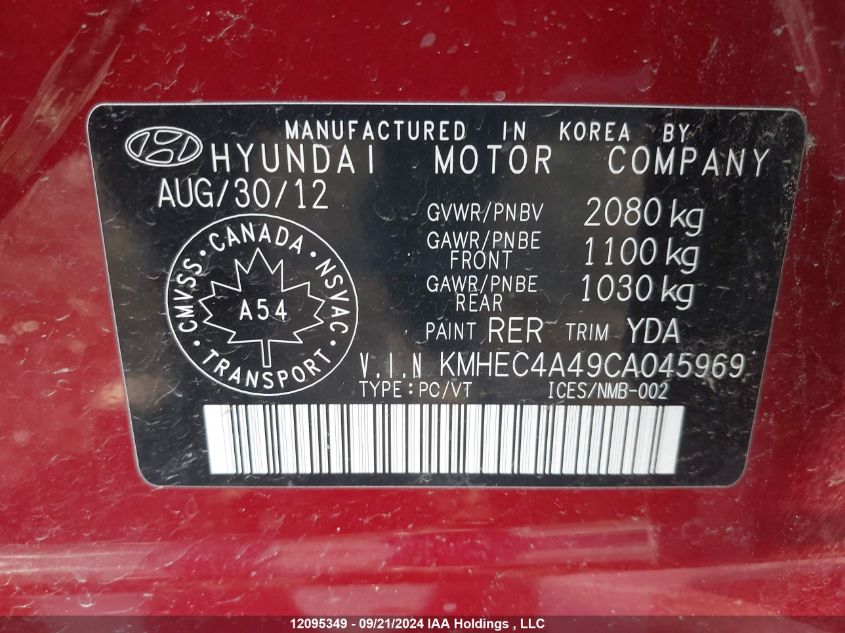 MANUFACTURED IN KOREA BY
HYUNDAI MOTOR COMPANY
AUG/30/12
GVWR/PNBV 2080 kg
GAWR/PNBE FRONT 1100 kg
GAWR/PNBE REAR 1030 kg
PAINT RER TRIM YDA
CMVSS · CANADA · NSVAC · TRANSPORT ·
A54
V.I.N KMHEC4A49CA045969
TYPE: PC/VT ICES/NMB-002
12095349 - 09/21/2024 IAA Holdings , LLC